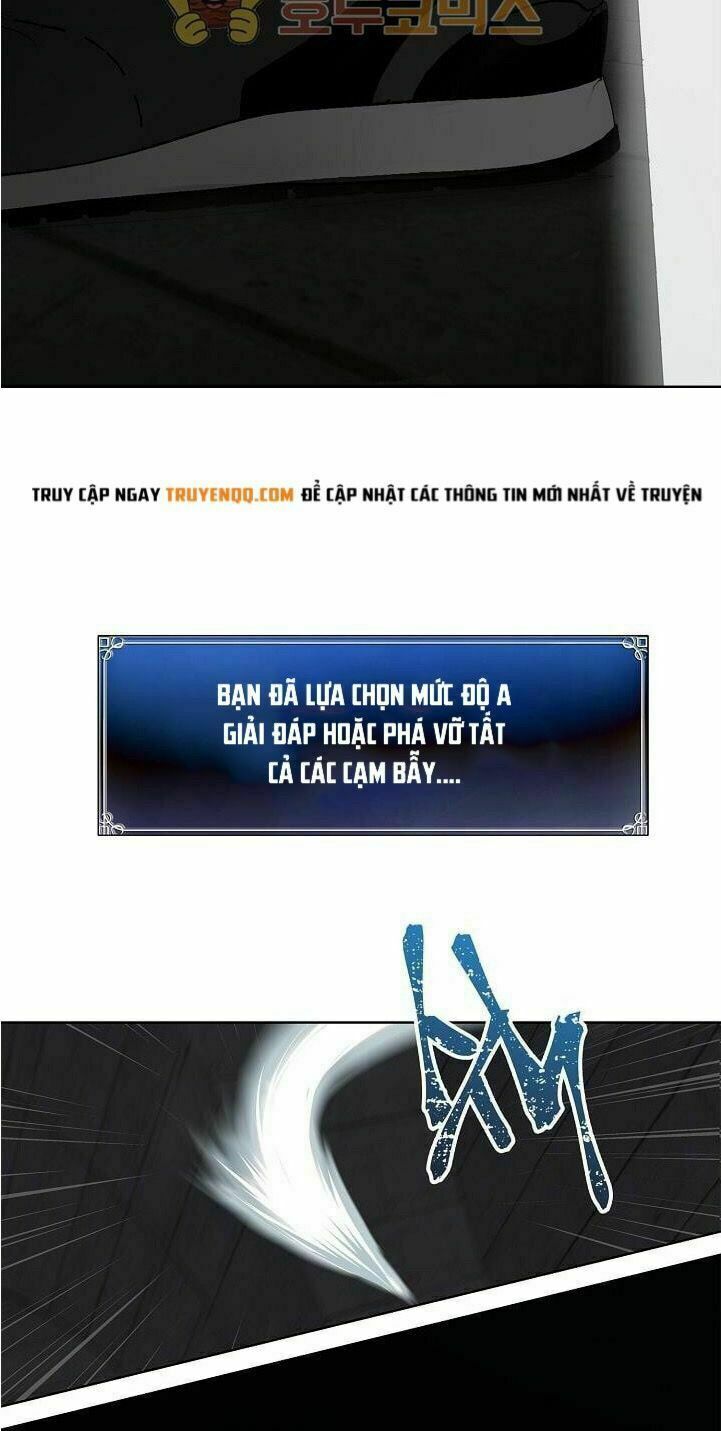 호두코믹스
TRUY CẬP NGAY TRUYENQQ.COM ĐỂ CẬP NHẬT CÁC THÔNG TIN MỚI NHẤT VỀ TRUYỆN
BẠN ĐÃ LỰA CHỌN MỨC ĐỘ A
GIẢI ĐÁP HOẶC PHÁ VỠ TẤT
CẢ CÁC CẠM BẪY....